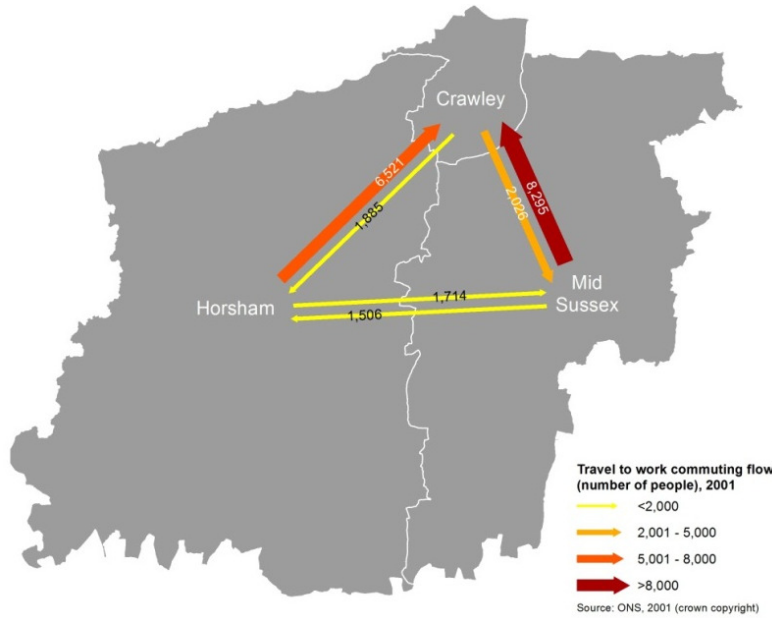 Crawley
6,521
1,885
2,026
8,295
Horsham
1,714
1,506
Mid
Sussex
Travel to work commuting flow
(number of people), 2001
<2,000
2,001 - 5,000
5,001 - 8,000
>8,000
Source: ONS, 2001 (crown copyright)